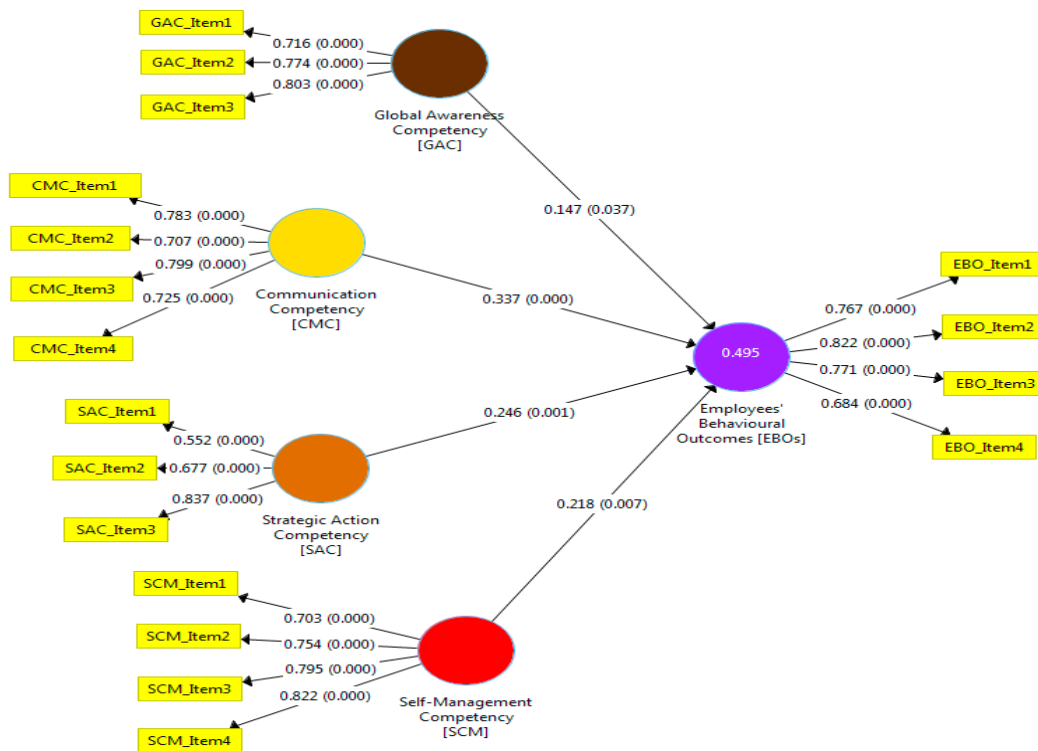 GAC_Item1
0.716 (0.000)
GAC_Item2
0.774 (0.000)
0.803 (0.000)
GAC_Item3
Global Awareness
Competency
[GAC]
0.147 (0.037)
CMC_Item1
0.783 (0.000)
CMC_Item2
0.707 (0.000)
0.799 (0.000)
CMC_Item3
0.725 (0.000)
CMC_Item4
Communication
Competency
[CMC]
0.337 (0.000)
SAC_Item1
0.552 (0.000)
SAC_Item2
0.677 (0.000)
0.837 (0.000)
SAC_Item3
Strategic Action
Competency
[SAC]
0.246 (0.001)
SCM_Item1
0.703 (0.000)
SCM_Item2
0.754 (0.000)
0.795 (0.000)
SCM_Item3
0.822 (0.000)
SCM_Item4
Self-Management
Competency
[SCM]
0.218 (0.007)
0.495
Employees'
Behavioural
Outcomes [EBOs]
EBO_Item1
0.767 (0.000)
EBO_Item2
0.822 (0.000)
0.771 (0.000)
EBO_Item3
0.684 (0.000)
EBO_Item4